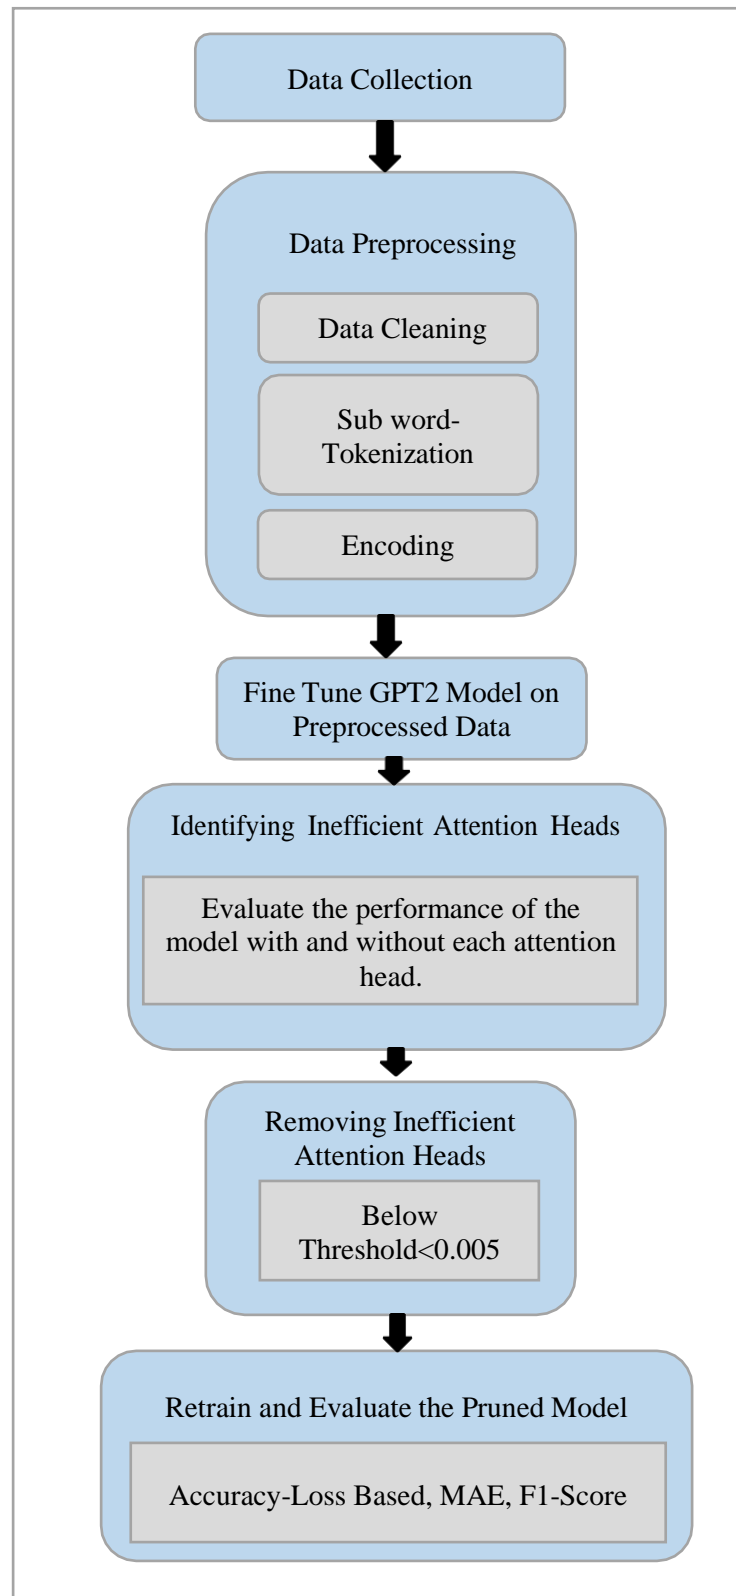 Data Collection
Data Preprocessing
Data Cleaning
Sub word-
Tokenization
Encoding
Fine Tune GPT2 Model on
Preprocessed Data
Identifying Inefficient Attention Heads
Evaluate the performance of the
model with and without each attention
head.
Removing Inefficient
Attention Heads
Below
Threshold<0.005
Retrain and Evaluate the Pruned Model
Accuracy-Loss Based, MAE, F1-Score